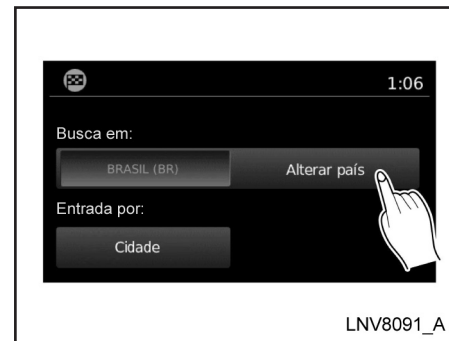 1:06
Busca em:
BRASIL (BR) Alterar país
Entrada por:
Cidade
LNV8091_A